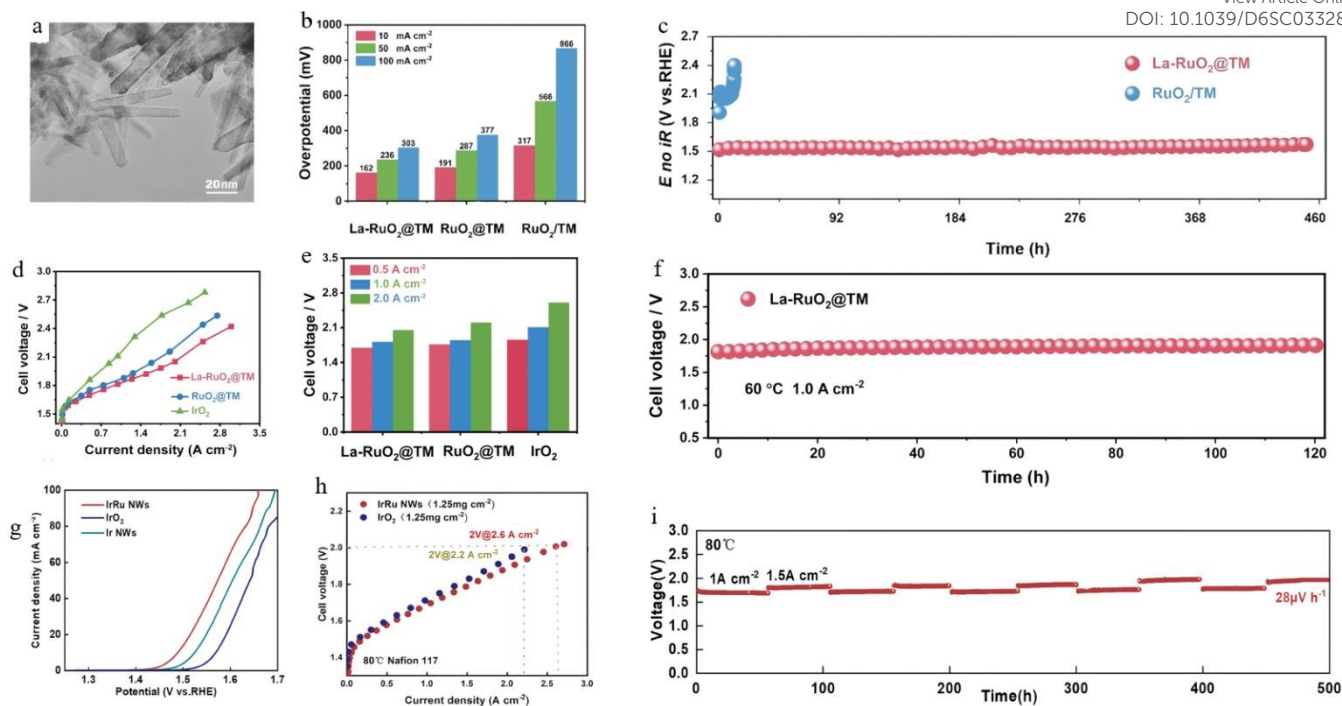 View Article Onli
DOI: 10.1039/D6SC03328
a
20nm
b
10 mA cm⁻²
50 mA cm⁻²
100 mA cm⁻²
Overpotential (mV)
1000
800
600
400
200
0
162
236
303
191
287
377
317
566
866
La-RuO₂@TM
RuO₂@TM
RuO₂/TM
c
E no iR (V vs.RHE)
2.7
2.4
2.1
1.8
1.5
1.2
La-RuO₂@TM
RuO₂/TM
0
92
184
276
368
460
Time (h)
d
Cell voltage / V
3.0
2.7
2.4
2.1
1.8
1.5
La-RuO₂@TM
RuO₂@TM
IrO₂
0.0
0.7
1.4
2.1
2.8
3.5
Current density (A cm⁻²)
e
Cell voltage / V
3.5
2.8
2.1
1.4
0.7
0.0
0.5 A cm⁻²
1.0 A cm⁻²
2.0 A cm⁻²
La-RuO₂@TM
RuO₂@TM
IrO₂
f
Cell voltage / V
3.0
2.5
2.0
1.5
1.0
0.5
La-RuO₂@TM
60 °C 1.0 A cm⁻²
0
20
40
60
80
100
120
Time (h)
g
Current density (mA cm⁻²)
100
80
60
40
20
0
IrRu NWs
IrO₂
Ir NWs
1.3
1.4
1.5
1.6
1.7
Potential (V vs.RHE)
h
Cell voltage (V)
2.2
2.0
1.8
1.6
1.4
IrRu NWs（1.25mg cm⁻²）
IrO₂（1.25mg cm⁻²）
2V@2.6 A cm⁻²
2V@2.2 A cm⁻²
80℃ Nafion 117
0.0
0.5
1.0
1.5
2.0
2.5
3.0
Current density (A cm⁻²)
i
Voltage(V)
3.0
2.5
2.0
1.5
1.0
0.5
0.0
80℃
1A cm⁻²
1.5A cm⁻²
28μV h⁻¹
0
100
200
300
400
500
Time(h)